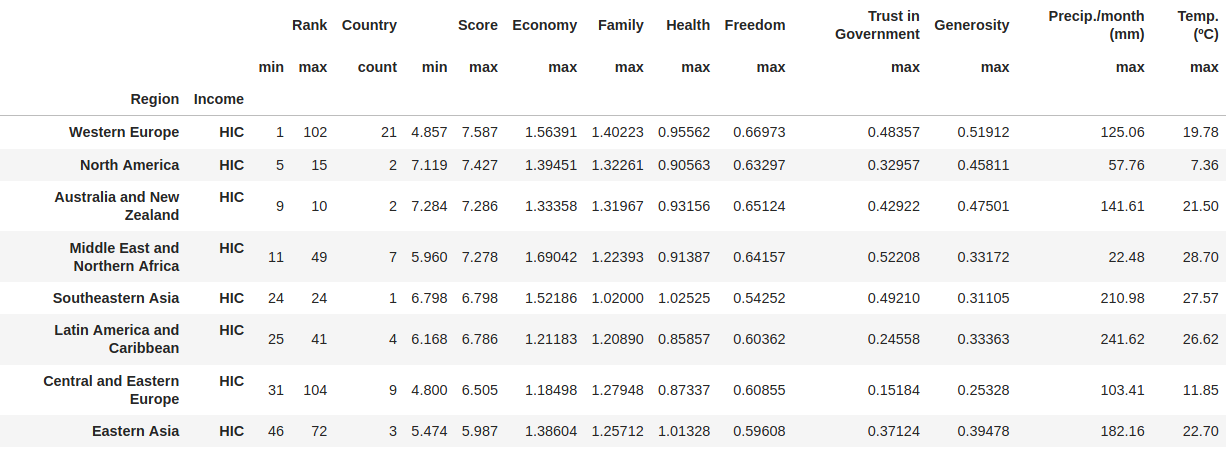 Rank Country Score Economy Family Health Freedom Trust in Government Generosity Precip./month (mm) Temp. (ºC)
min max count min max max max max max max max max max
Region Income
Western Europe HIC 1 102 21 4.857 7.587 1.56391 1.40223 0.95562 0.66973 0.48357 0.51912 125.06 19.78
North America HIC 5 15 2 7.119 7.427 1.39451 1.32261 0.90563 0.63297 0.32957 0.45811 57.76 7.36
Australia and New Zealand HIC 9 10 2 7.284 7.286 1.33358 1.31967 0.93156 0.65124 0.42922 0.47501 141.61 21.50
Middle East and Northern Africa HIC 11 49 7 5.960 7.278 1.69042 1.22393 0.91387 0.64157 0.52208 0.33172 22.48 28.70
Southeastern Asia HIC 24 24 1 6.798 6.798 1.52186 1.02000 1.02525 0.54252 0.49210 0.31105 210.98 27.57
Latin America and Caribbean HIC 25 41 4 6.168 6.786 1.21183 1.20890 0.85857 0.60362 0.24558 0.33363 241.62 26.62
Central and Eastern Europe HIC 31 104 9 4.800 6.505 1.18498 1.27948 0.87337 0.60855 0.15184 0.25328 103.41 11.85
Eastern Asia HIC 46 72 3 5.474 5.987 1.38604 1.25712 1.01328 0.59608 0.37124 0.39478 182.16 22.70